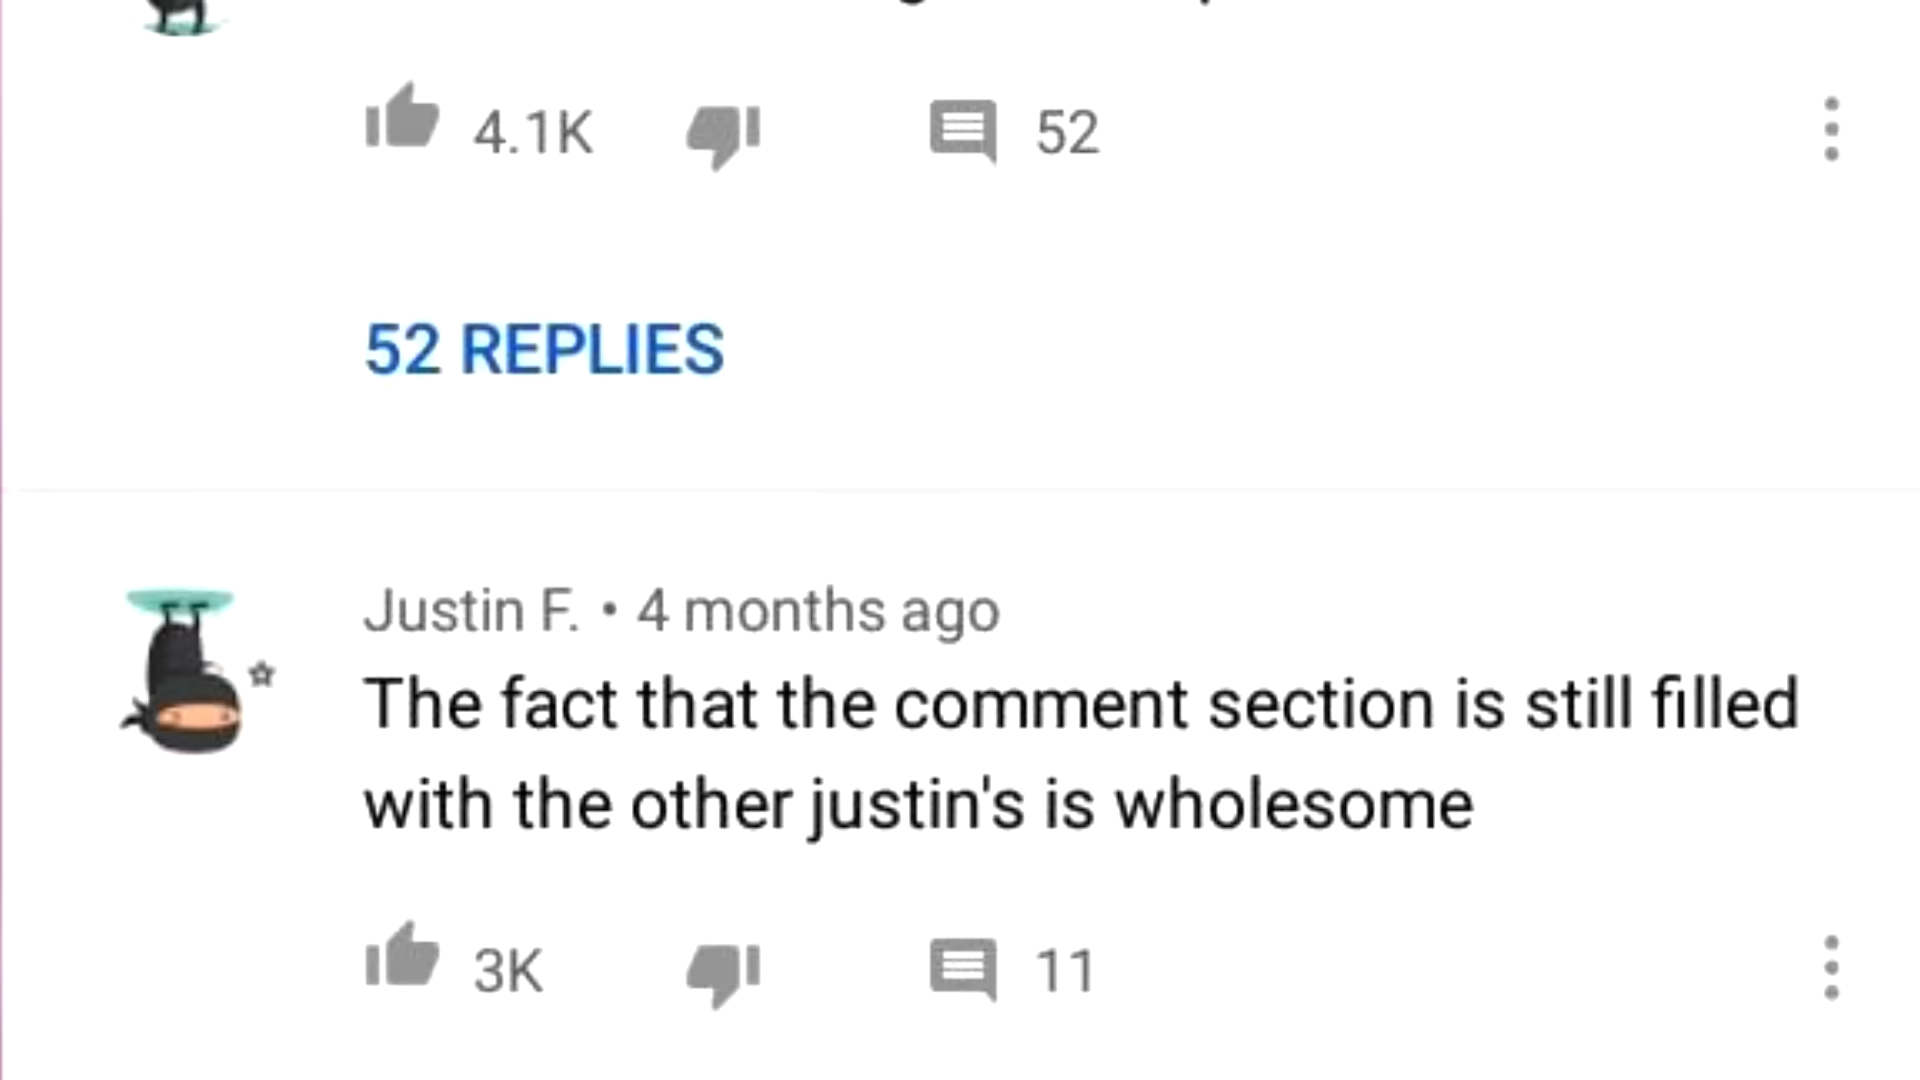 4.1K 52
52 REPLIES
Justin F. • 4 months ago
The fact that the comment section is still filled
with the other justin's is wholesome
3K 11